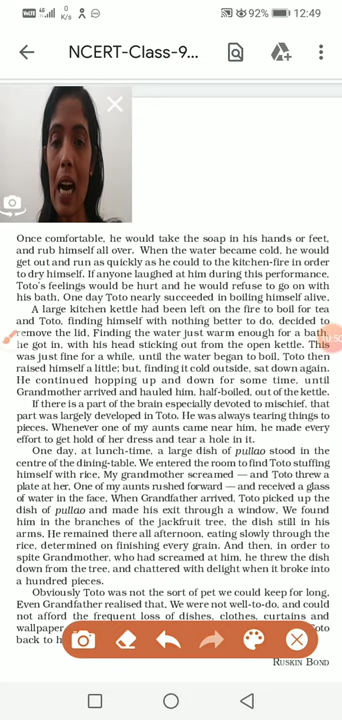 VoLTE 4G 0 K/s 92% 12:49
NCERT-Class-9...
Once comfortable, he would take the soap in his hands or feet,
and rub himself all over. When the water became cold, he would
get out and run as quickly as he could to the kitchen-fire in order
to dry himself. If anyone laughed at him during this performance,
Toto's feelings would be hurt and he would refuse to go on with
his bath. One day Toto nearly succeeded in boiling himself alive.
A large kitchen kettle had been left on the fire to boil for tea
and Toto, finding himself with nothing better to do, decided to
remove the lid. Finding the water just warm enough for a bath,
he got in, with his head sticking out from the open kettle. This
was just fine for a while, until the water began to boil. Toto then
raised himself a little; but, finding it cold outside, sat down again.
He continued hopping up and down for some time, until
Grandmother arrived and hauled him, half-boiled, out of the kettle.
If there is a part of the brain especially devoted to mischief, that
part was largely developed in Toto. He was always tearing things to
pieces. Whenever one of my aunts came near him, he made every
effort to get hold of her dress and tear a hole in it.
One day, at lunch-time, a large dish of pullao stood in the
centre of the dining-table. We entered the room to find Toto stuffing
himself with rice. My grandmother screamed — and Toto threw a
plate at her. One of my aunts rushed forward — and received a glass
of water in the face. When Grandfather arrived, Toto picked up the
dish of pullao and made his exit through a window. We found
him in the branches of the jackfruit tree, the dish still in his
arms. He remained there all afternoon, eating slowly through the
rice, determined on finishing every grain. And then, in order to
spite Grandmother, who had screamed at him, he threw the dish
down from the tree, and chattered with delight when it broke into
a hundred pieces.
Obviously Toto was not the sort of pet we could keep for long.
Even Grandfather realised that. We were not well-to-do, and could
not afford the frequent loss of dishes, clothes, curtains and
wallpaper
back to
RUSKIN BOND